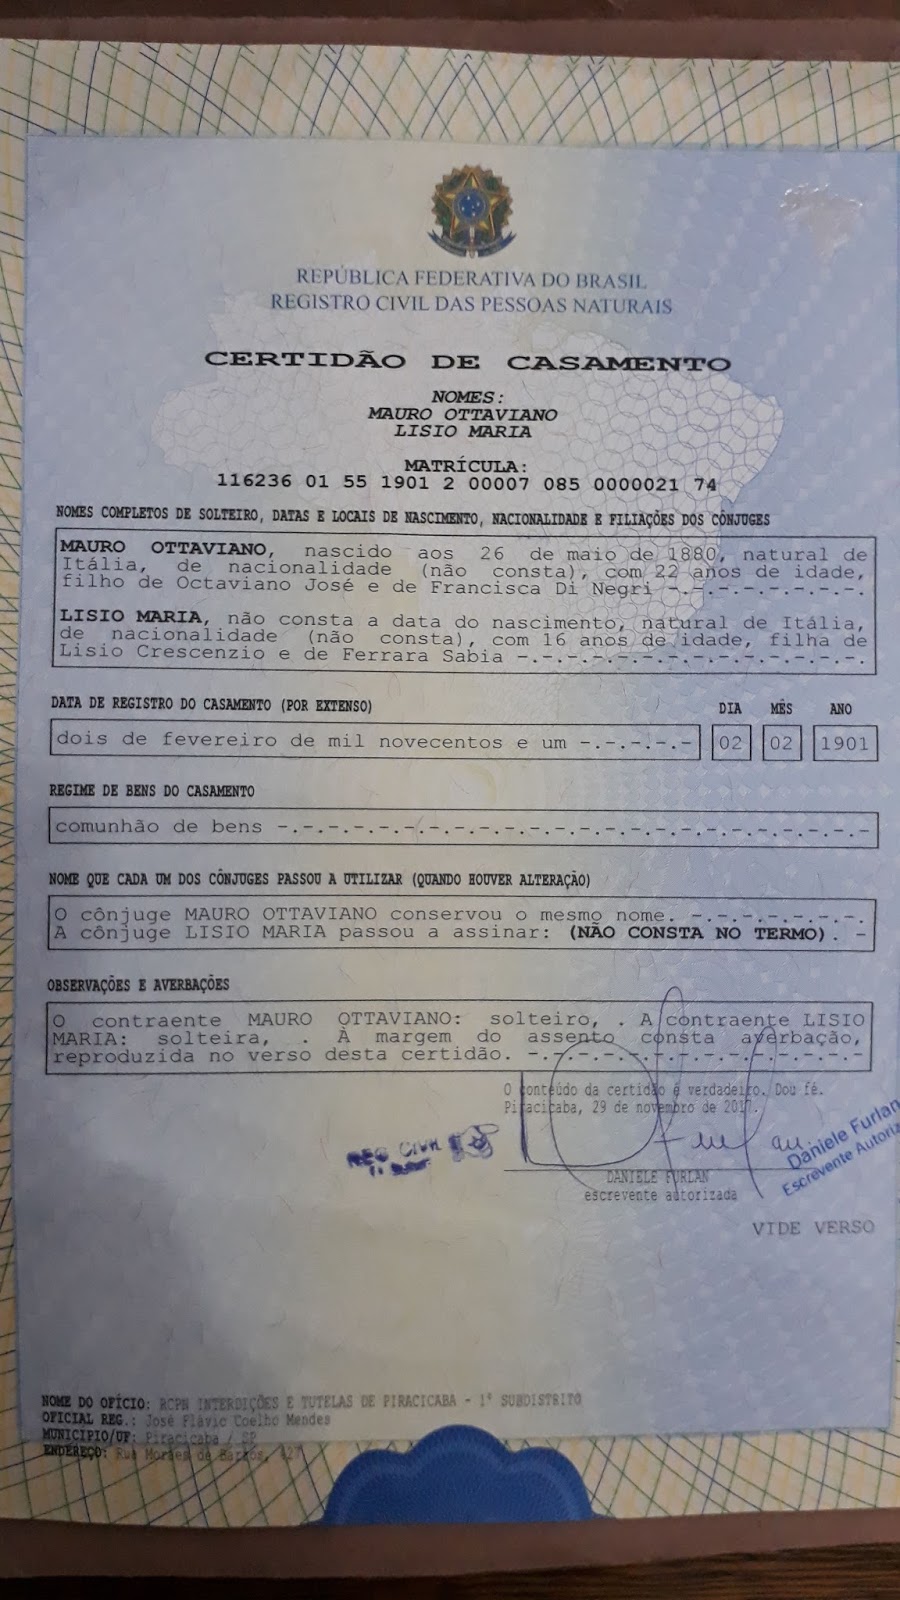 REPÚBLICA FEDERATIVA DO BRASIL
REGISTRO CIVIL DAS PESSOAS NATURAIS
CERTIDÃO DE CASAMENTO
NOMES:
MAURO OTTAVIANO
LISIO MARIA
MATRÍCULA:
116236 01 55 1901 2 00007 085 0000021 74
NOMES COMPLETOS DE SOLTEIRO, DATAS E LOCAIS DE NASCIMENTO, NACIONALIDADE E FILIAÇÕES DOS CÔNJUGES
MAURO OTTAVIANO, nascido aos 26 de maio de 1880, natural de
Itália, de nacionalidade (não consta), com 22 anos de idade,
filho de Octaviano José e de Francisca Di Negri -.-.-.-.-.-.-.
LISIO MARIA, não consta a data do nascimento, natural de Itália,
de nacionalidade (não consta), com 16 anos de idade, filha de
Lisio Crescenzio e de Ferrara Sabia -.-.-.-.-.-.-.-.-.-.-.-.-.
DATA DE REGISTRO DO CASAMENTO (POR EXTENSO) DIA MÊS ANO
dois de fevereiro de mil novecentos e um -.-.-.-.- 02 02 1901
REGIME DE BENS DO CASAMENTO
comunhão de bens -.-.-.-.-.-.-.-.-.-.-.-.-.-.-.-.-.-.-.-.-.-.-
NOME QUE CADA UM DOS CÔNJUGES PASSOU A UTILIZAR (QUANDO HOUVER ALTERAÇÃO)
O cônjuge MAURO OTTAVIANO conservou o mesmo nome. -.-.-.-.-.-.
A cônjuge LISIO MARIA passou a assinar: (NÃO CONSTA NO TERMO). -
OBSERVAÇÕES E AVERBAÇÕES
O contraente MAURO OTTAVIANO: solteiro, . A contraente LISIO
MARIA: solteira, . À margem do assento consta averbação,
reproduzida no verso desta certidão. -.-.-.-.-.-.-.-.-.-.-.-.-
O conteúdo da certidão é verdadeiro. Dou fé.
Piracicaba, 29 de novembro de 2017.
REG CIVIL
Daniele Furlan
Escrevente Autoriz
DANIELE FURLAN
escrevente autorizada
VIDE VERSO
NOME DO OFÍCIO: RCPN INTERDIÇÕES E TUTELAS DE PIRACICABA - 1º SUBDISTRITO
OFICIAL REG.: José Flávio Coelho Mendes
MUNICIPIO/UF: Piracicaba / SP
ENDEREÇO: Rua Moraes de Barros, 427